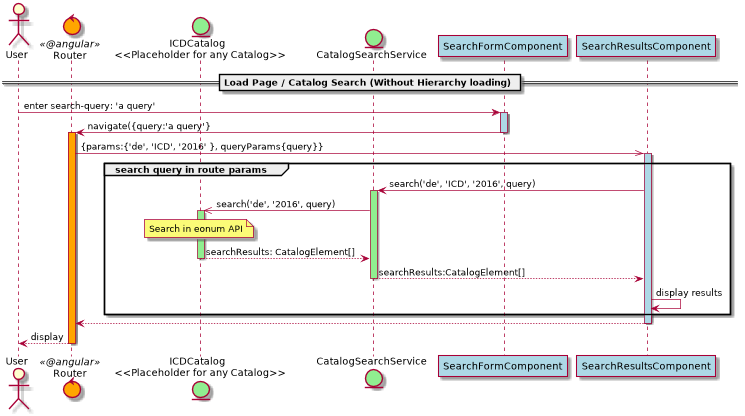 User
«@angular»
Router
ICDCatalog
<<Placeholder for any Catalog>>
CatalogSearchService
SearchFormComponent
SearchResultsComponent
Load Page / Catalog Search (Without Hierarchy loading)
enter search-query: 'a query'
navigate({query:'a query'}
{params:{'de', 'ICD', '2016' }, queryParams{query}}
search query in route params
search('de', 'ICD', '2016', query)
search('de', '2016', query)
Search in eonum API
searchResults: CatalogElement[]
searchResults:CatalogElement[]
display results
display
User
«@angular»
Router
ICDCatalog
<<Placeholder for any Catalog>>
CatalogSearchService
SearchFormComponent
SearchResultsComponent